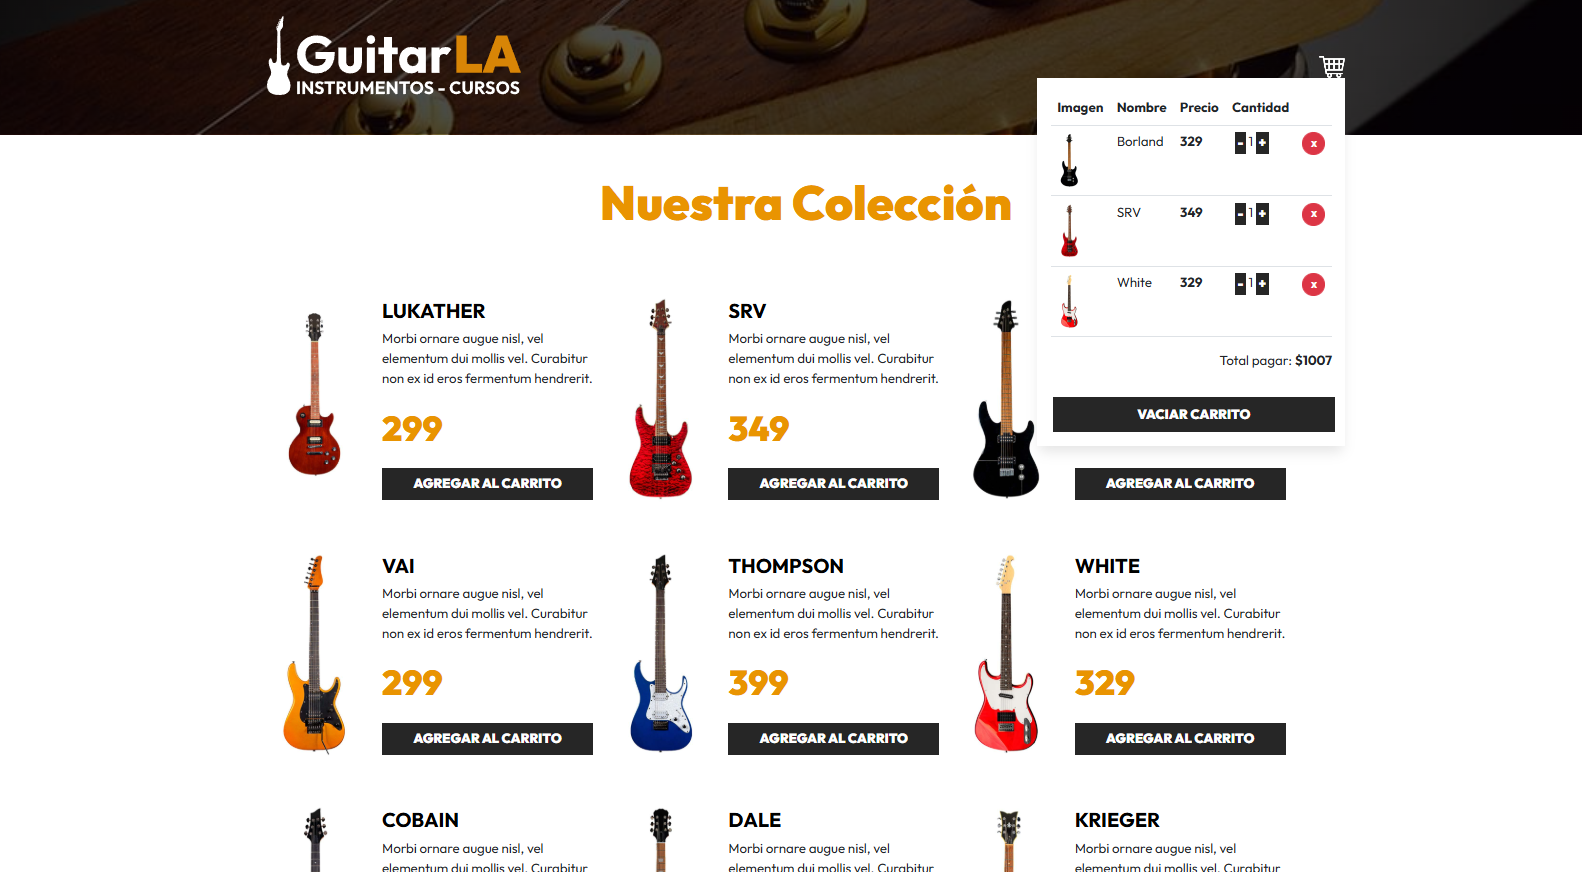 GuitarLA
INSTRUMENTOS - CURSOS
Imagen Nombre Precio Cantidad
Borland 329 - 1 + x
SRV 349 - 1 + x
White 329 - 1 + x
Total pagar: $1007
VACIAR CARRITO
Nuestra Colección
LUKATHER
Morbi ornare augue nisl, vel
elementum dui mollis vel. Curabitur
non ex id eros fermentum hendrerit.
299
AGREGAR AL CARRITO
SRV
Morbi ornare augue nisl, vel
elementum dui mollis vel. Curabitur
non ex id eros fermentum hendrerit.
349
AGREGAR AL CARRITO
AGREGAR AL CARRITO
VAI
Morbi ornare augue nisl, vel
elementum dui mollis vel. Curabitur
non ex id eros fermentum hendrerit.
299
AGREGAR AL CARRITO
THOMPSON
Morbi ornare augue nisl, vel
elementum dui mollis vel. Curabitur
non ex id eros fermentum hendrerit.
399
AGREGAR AL CARRITO
WHITE
Morbi ornare augue nisl, vel
elementum dui mollis vel. Curabitur
non ex id eros fermentum hendrerit.
329
AGREGAR AL CARRITO
COBAIN
Morbi ornare augue nisl, vel
elementum dui mollis vel. Curabitur
DALE
Morbi ornare augue nisl, vel
elementum dui mollis vel. Curabitur
KRIEGER
Morbi ornare augue nisl, vel
elementum dui mollis vel. Curabitur